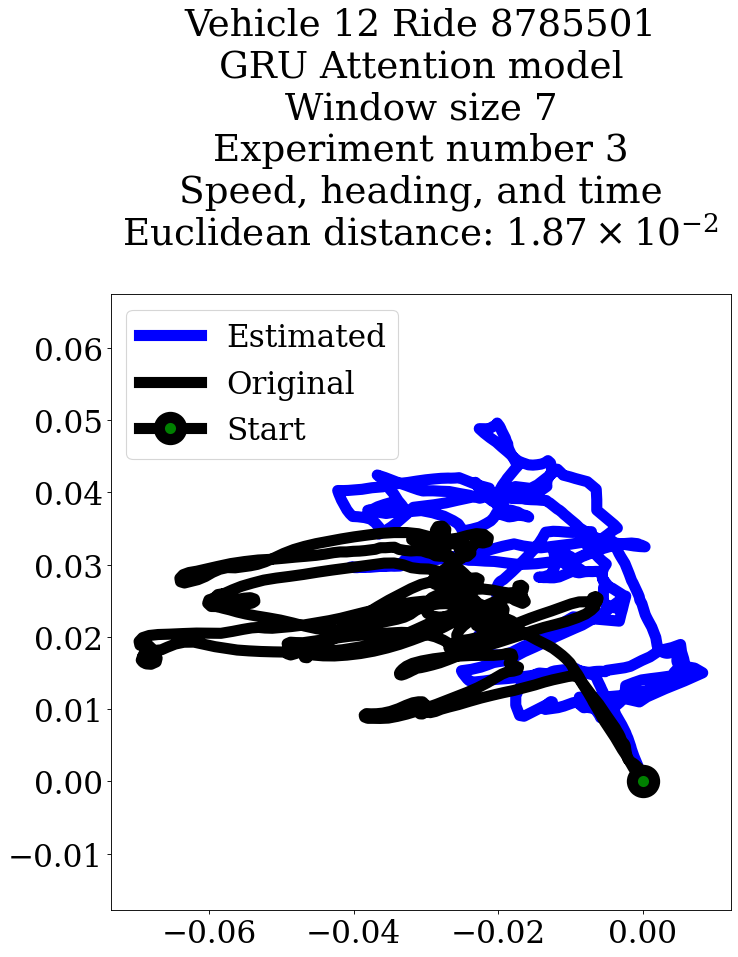 Vehicle 12 Ride 8785501
GRU Attention model
Window size 7
Experiment number 3
Speed, heading, and time
Euclidean distance: 1.87 × 10⁻²
Estimated
Original
Start
0.06
0.05
0.04
0.03
0.02
0.01
0.00
−0.01
−0.06 −0.04 −0.02 0.00